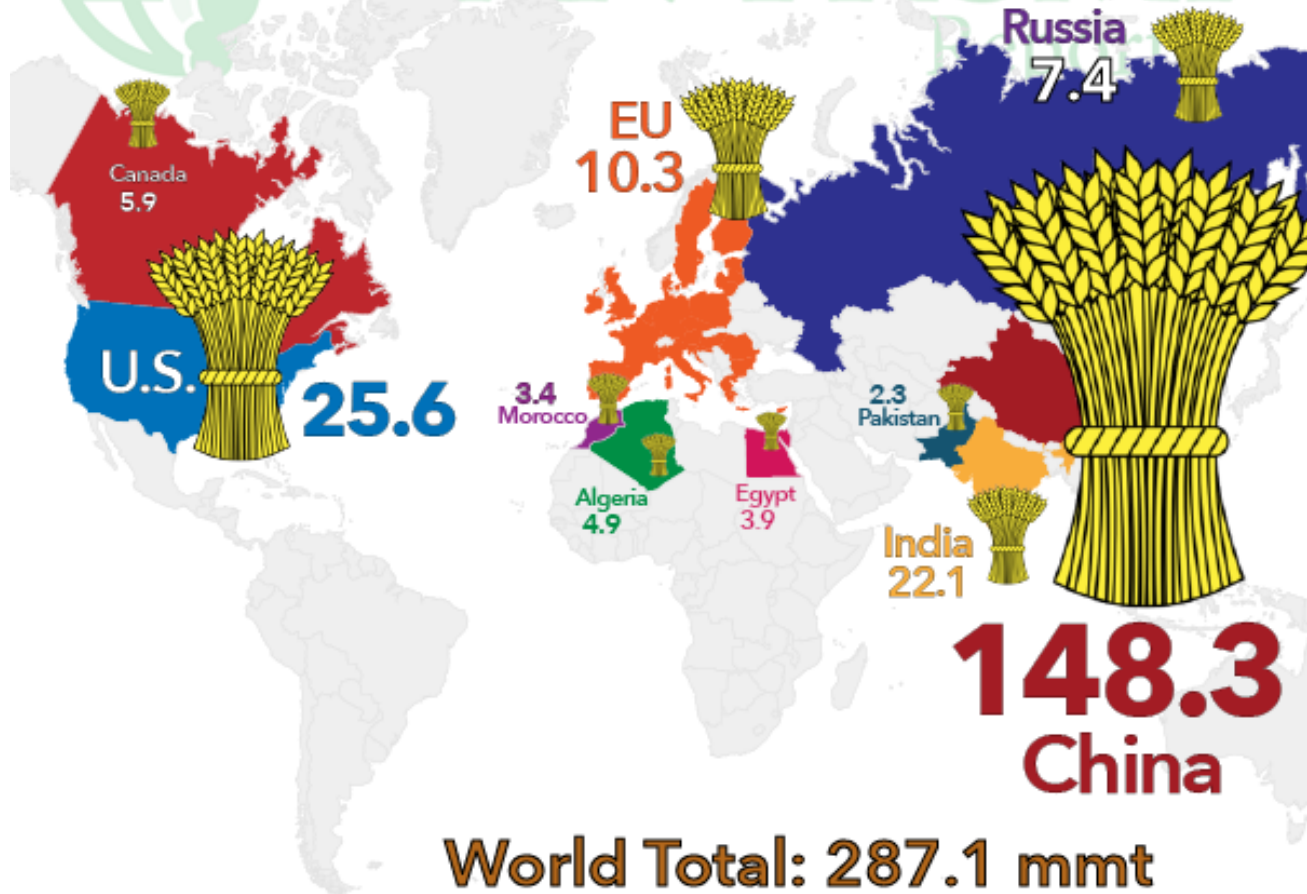 Russia
7.4
EU
10.3
Canada
5.9
U.S.
25.6
3.4
Morocco
2.3
Pakistan
Algeria
4.9
Egypt
3.9
India
22.1
148.3
China
World Total: 287.1 mmt